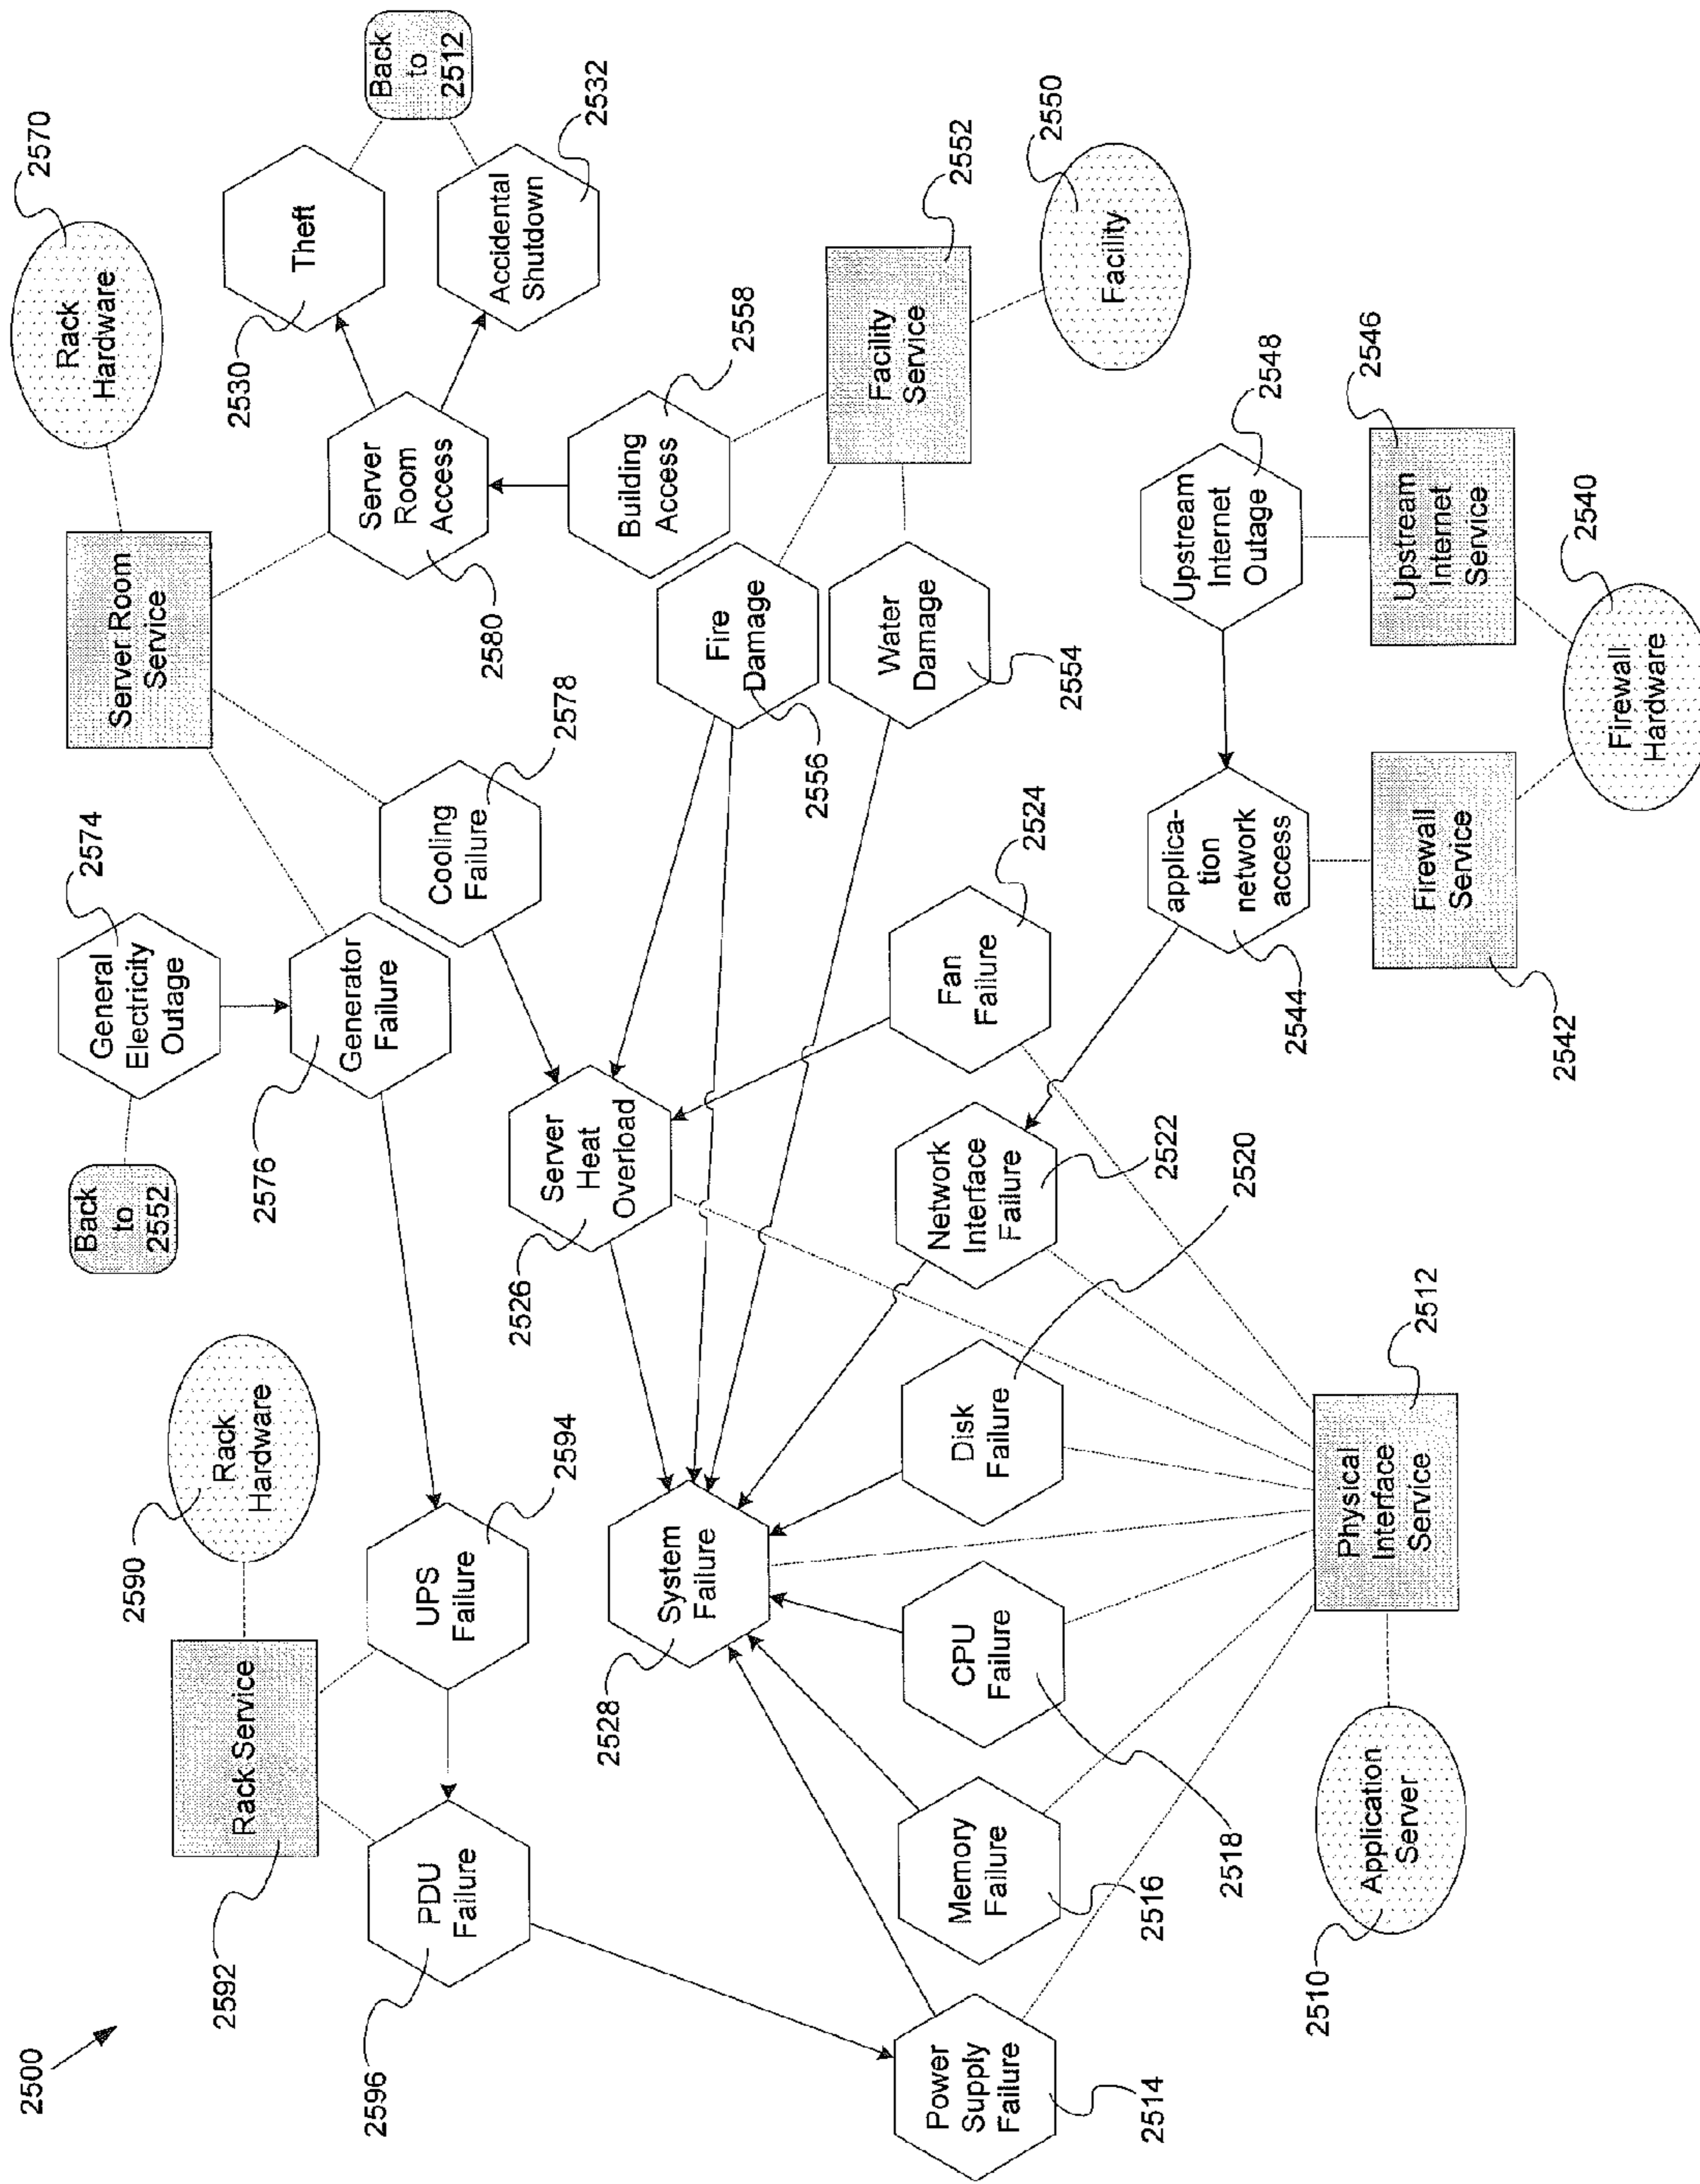 2500
2592
Rack Service
2590
Rack
Hardware
Back
to
2552
General
Electricity
Outage
2574
Server Room
Service
Rack
Hardware
2570
2596
PDU
Failure
UPS
Failure
2594
2576
Generator
Failure
Cooling
Failure
2578
2580
Server
Room
Access
2530
Theft
Accidental
Shutdown
2532
Back
to
2512
2528
System
Failure
2526
Server
Heat
Overload
Fire
Damage
2556
Water
Damage
2554
Building
Access
2558
Facility
Service
2552
Facility
2550
Power
Supply
Failure
2514
Memory
Failure
2516
CPU
Failure
2518
Disk
Failure
2520
Network
Interface
Failure
2522
Fan
Failure
2524
2544
applica-
tion
network
access
Upstream
Internet
Outage
2548
2510
Application
Server
Physical
Interface
Service
2512
2542
Firewall
Service
Upstream
Internet
Service
2546
Firewall
Hardware
2540